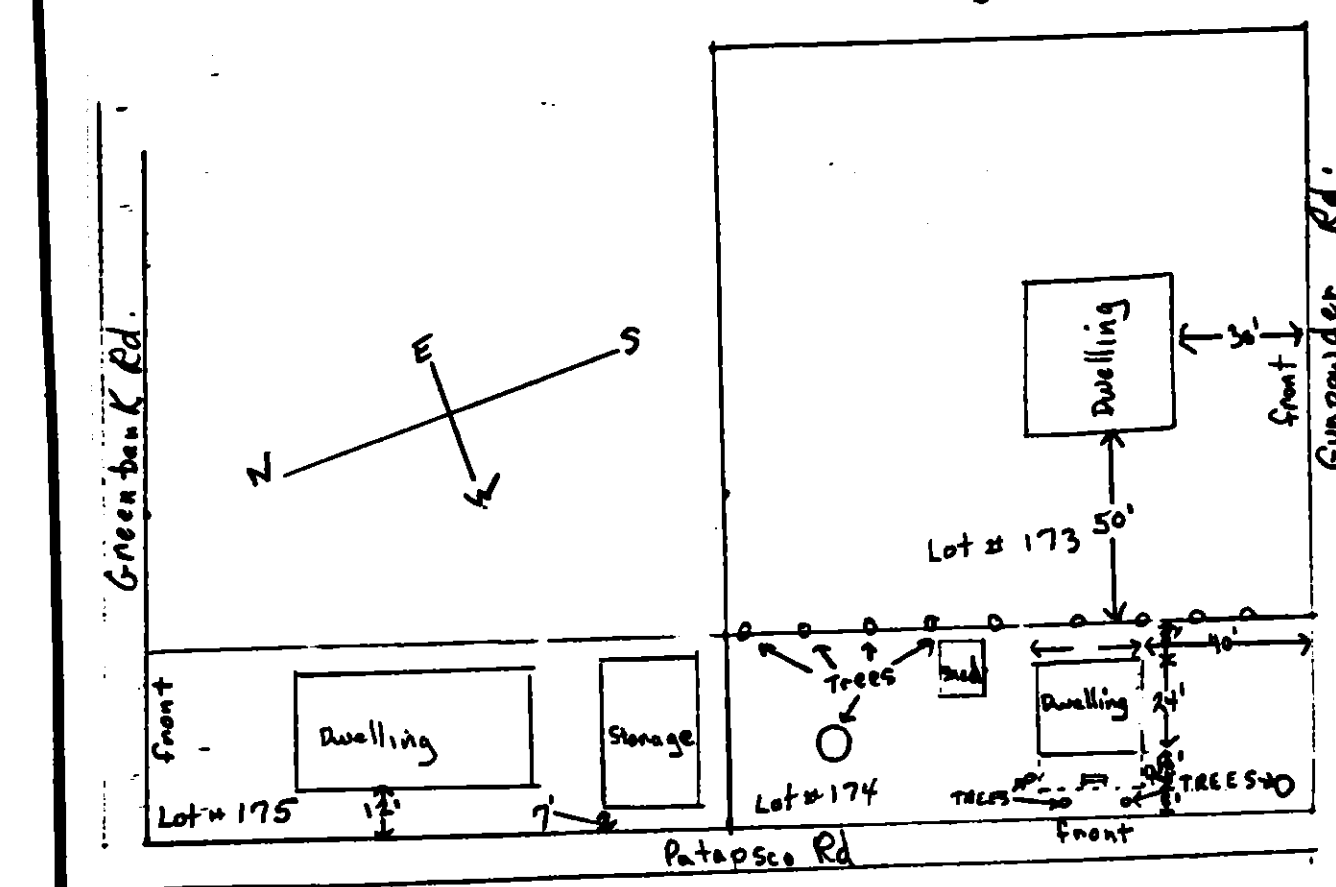 Greenbank Rd.
E
S
N
W
Dwelling
30'
front
Gunpowder Rd.
50'
Lot # 173
40'
Trees
Shed
Dwelling
24'
front
Dwelling
Storage
Lot # 175
12'
7'
Lot # 174
TREES
TREES
front
Patapsco Rd